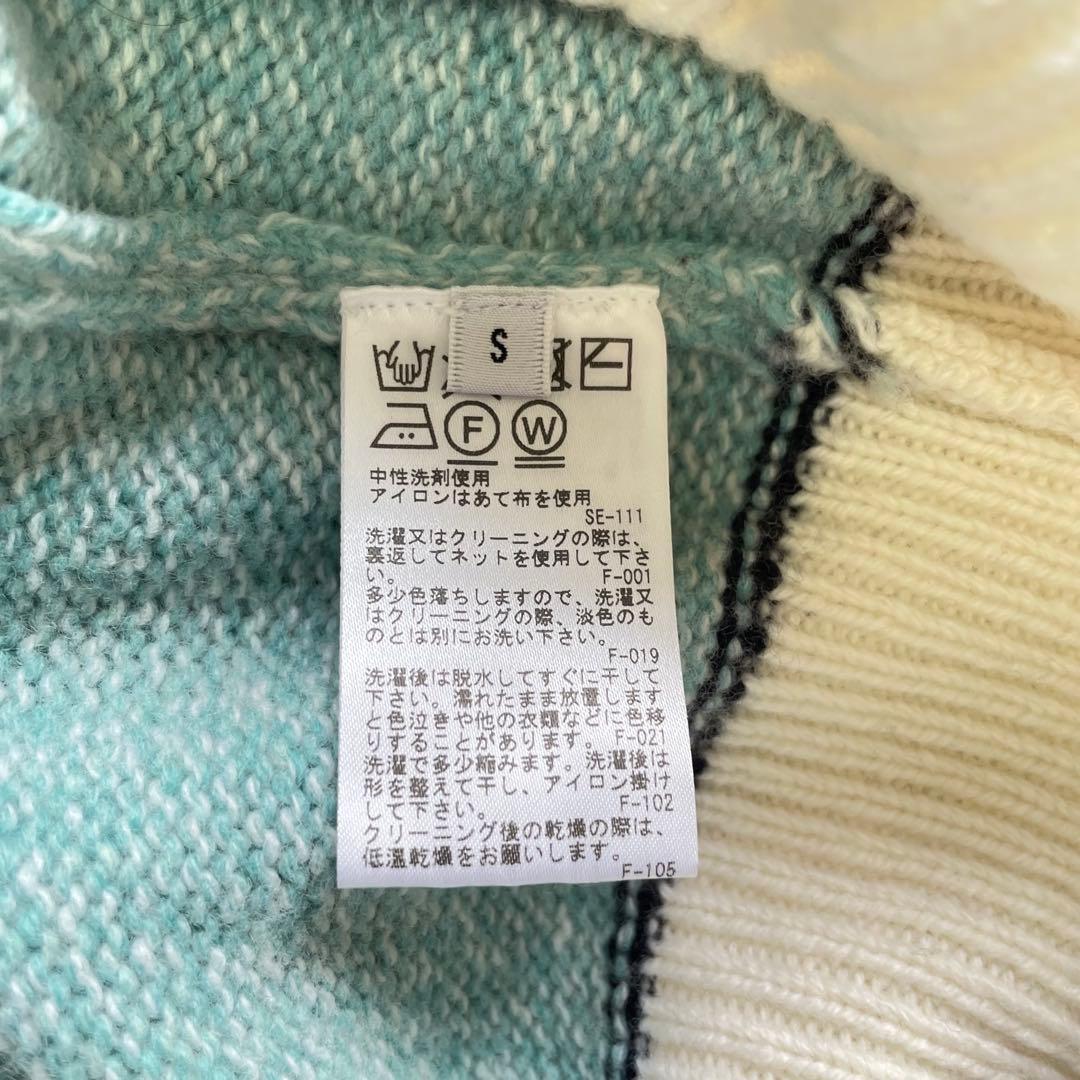 S
F W
中性洗剤使用
アイロンはあて布を使用
SE-111
洗濯又はクリーニングの際は、
裏返してネットを使用して下さ
い。 F-001
多少色落ちしますので、洗濯又
はクリーニングの際、淡色のも
のとは別にお洗い下さい。
F-019
洗濯後は脱水してすぐに干して
下さい。濡れたまま放置します
と色泣きや他の衣類などに色移
りすることがあります。 F-021
洗濯で多少縮みます。洗濯後は
形を整えて干し、アイロン掛け
して下さい。 F-102
クリーニング後の乾燥の際は、
低温乾燥をお願いします。
F-105